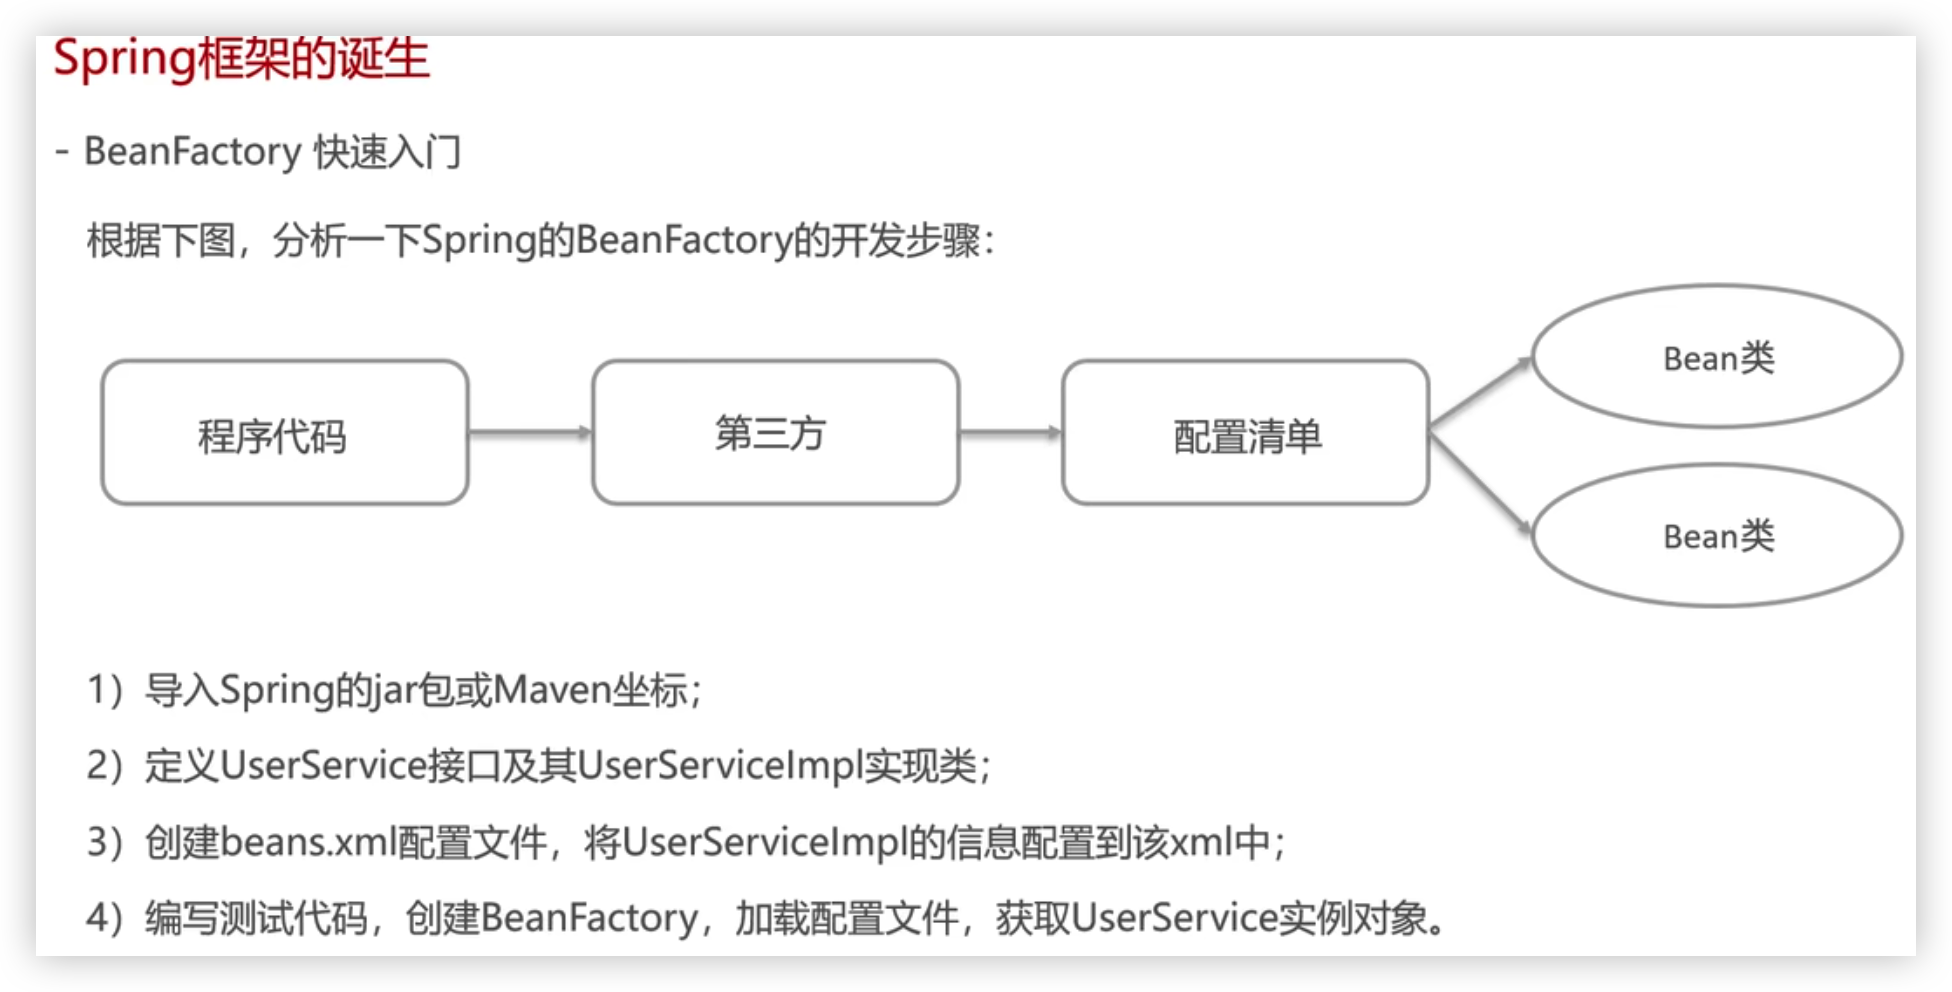 Spring框架的诞生
- BeanFactory 快速入门
根据下图，分析一下Spring的BeanFactory的开发步骤：
程序代码
第三方
配置清单
Bean类
Bean类
1）导入Spring的jar包或Maven坐标；
2）定义UserService接口及其UserServiceImpl实现类；
3）创建beans.xml配置文件，将UserServiceImpl的信息配置到该xml中；
4）编写测试代码，创建BeanFactory，加载配置文件，获取UserService实例对象。